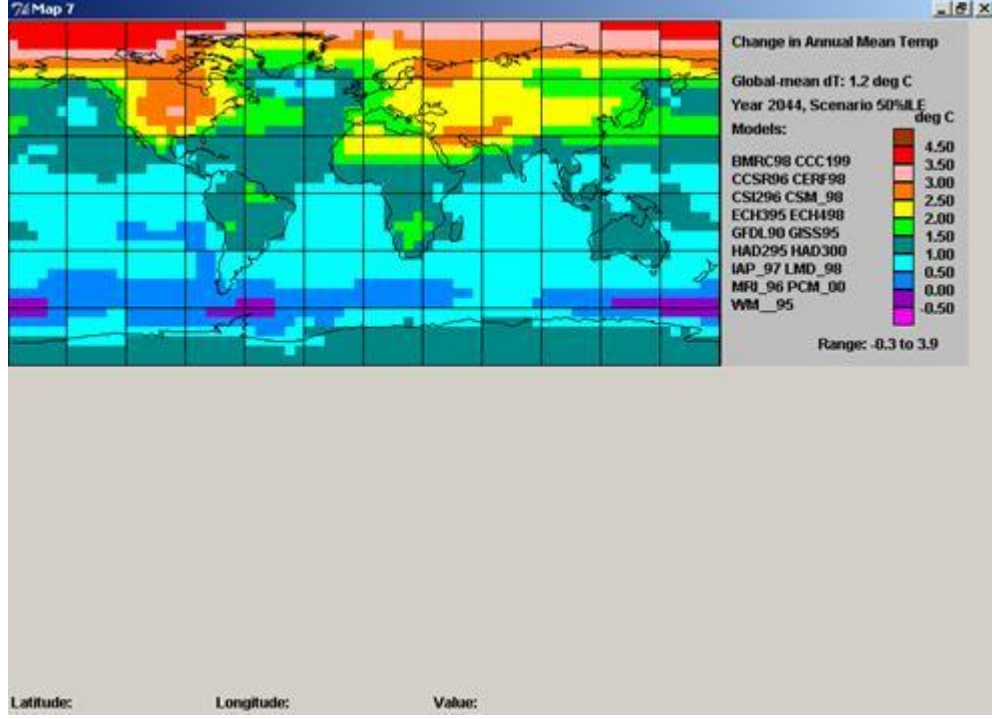 Map 7
Change in Annual Mean Temp
Global-mean dT: 1.2 deg C
Year 2044, Scenario 50%ILE
deg C
Models:
BMRC98 CCC199
CCSR96 CERF98
CSI296 CSM_98
ECH395 ECH498
GFDL90 GISS95
HAD295 HAD300
IAP_97 LMD_98
MRI_96 PCM_00
WM__95
4.50
3.50
3.00
2.50
2.00
1.50
1.00
0.50
0.00
-0.50
Range: -0.3 to 3.9
Latitude: Longitude: Value: